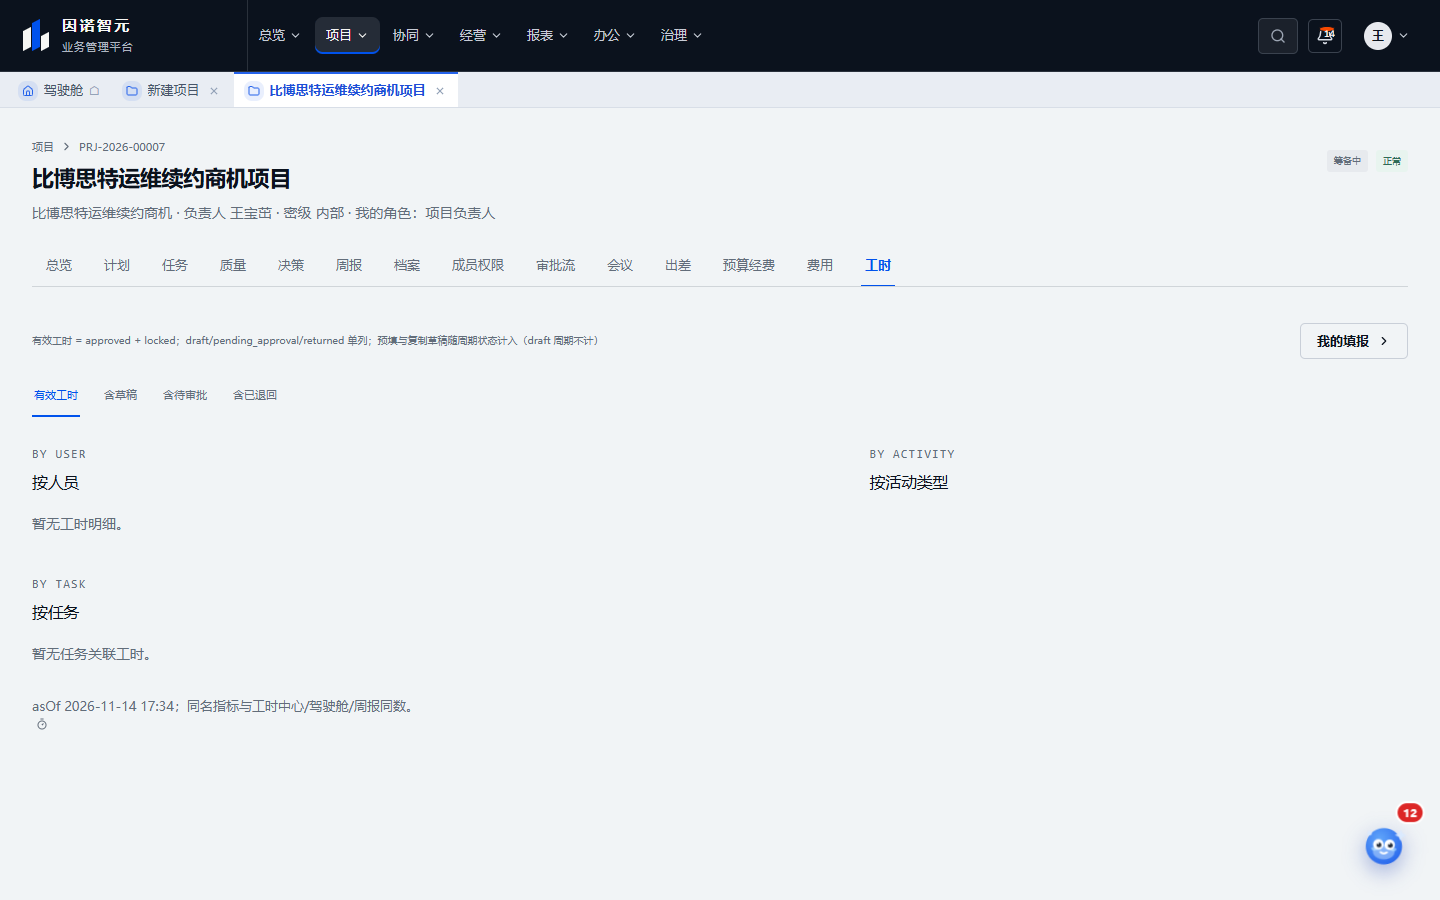 因诺智元
业务管理平台
总览
项目
协同
经营
报表
办公
治理
14
王
驾驶舱
新建项目
比博思特运维续约商机项目
项目 > PRJ-2026-00007
比博思特运维续约商机项目
筹备中
正常
比博思特运维续约商机 · 负责人 王宝茁 · 密级 内部 · 我的角色：项目负责人
总览
计划
任务
质量
决策
周报
档案
成员权限
审批流
会议
出差
预算经费
费用
工时
有效工时 = approved + locked；draft/pending_approval/returned 单列；预填与复制草稿随周期状态计入（draft 周期不计）
我的填报
有效工时
含草稿
含待审批
含已退回
BY USER
按人员
暂无工时明细。
BY ACTIVITY
按活动类型
BY TASK
按任务
暂无任务关联工时。
asOf 2026-11-14 17:34；同名指标与工时中心/驾驶舱/周报同数。
12